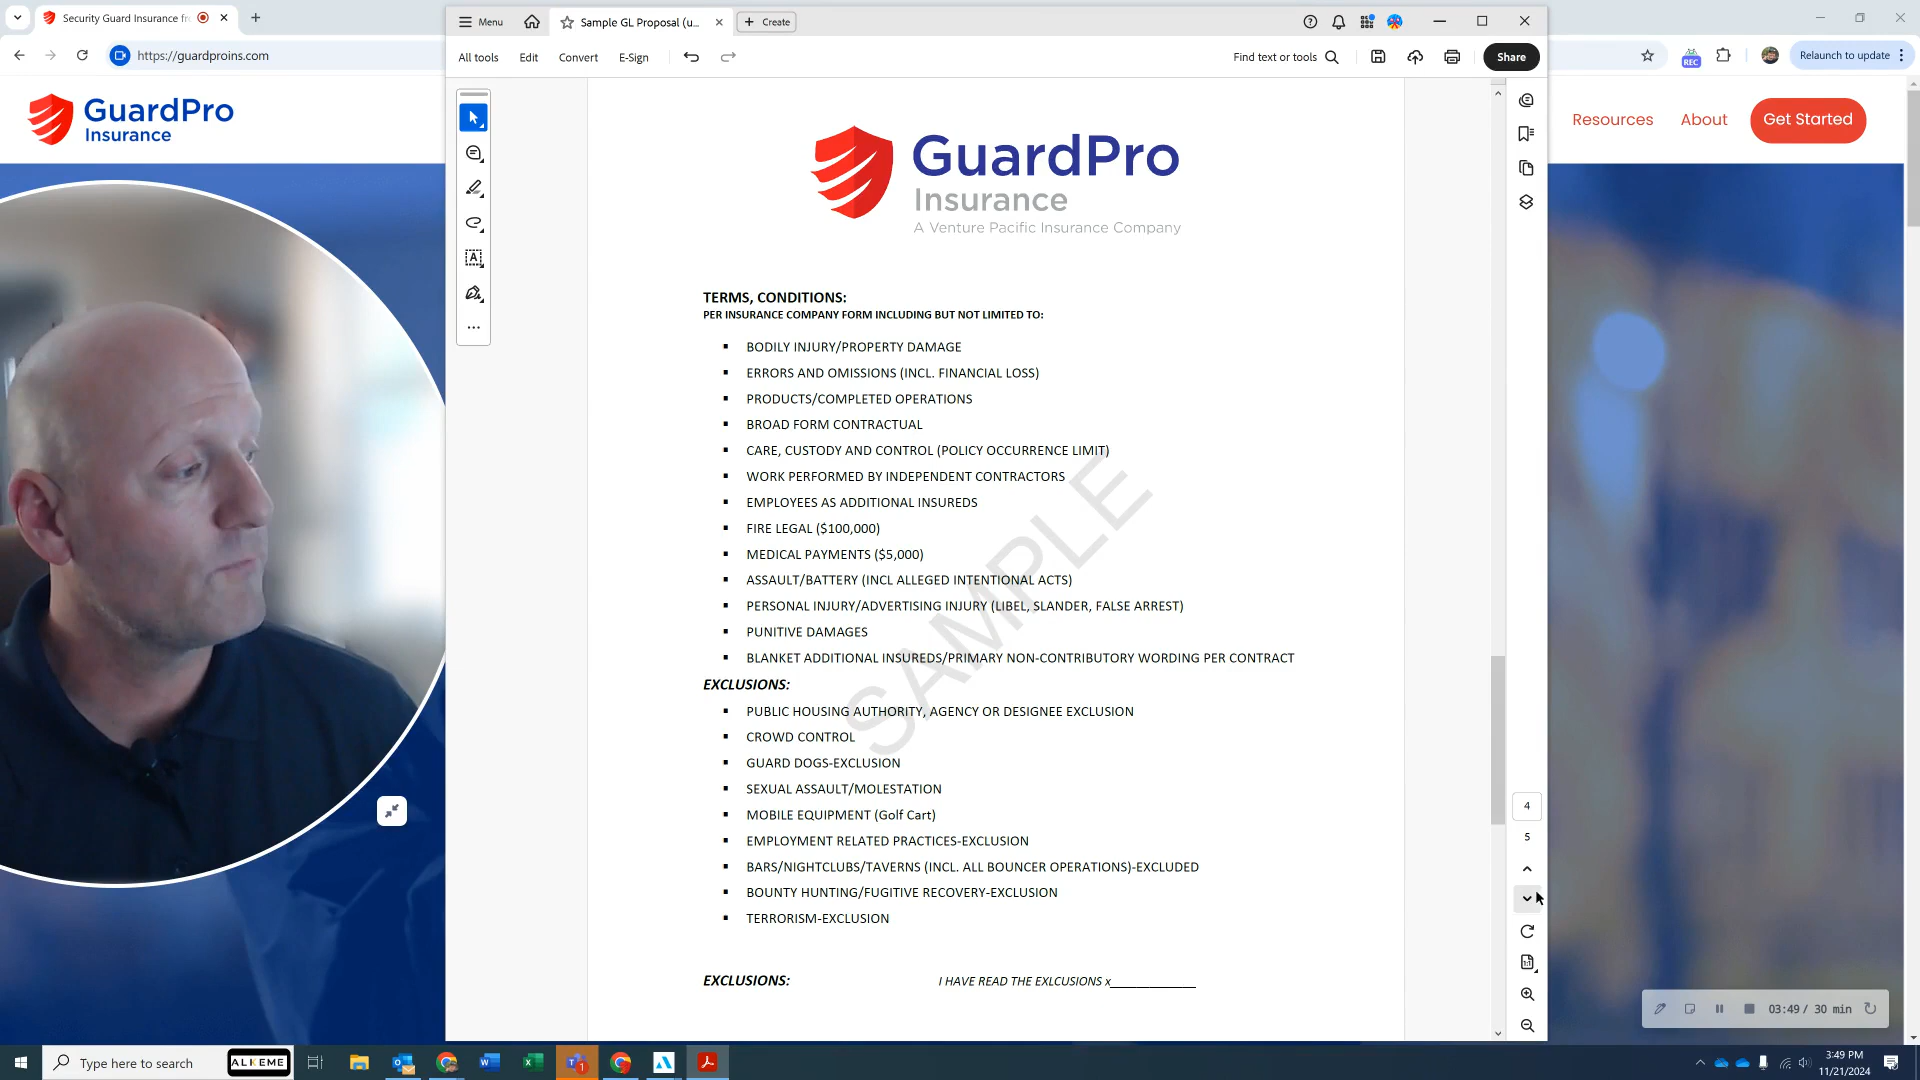 Security Guard Insurance fr
https://guardproins.com
Relaunch to update
REC
GuardPro
Insurance
Resources
About
Get Started
Menu
Sample GL Proposal (u...
Create
All tools
Edit
Convert
E-Sign
Find text or tools
Share
GuardPro
Insurance
A Venture Pacific Insurance Company
TERMS, CONDITIONS:
PER INSURANCE COMPANY FORM INCLUDING BUT NOT LIMITED TO:
▪ BODILY INJURY/PROPERTY DAMAGE
▪ ERRORS AND OMISSIONS (INCL. FINANCIAL LOSS)
▪ PRODUCTS/COMPLETED OPERATIONS
▪ BROAD FORM CONTRACTUAL
▪ CARE, CUSTODY AND CONTROL (POLICY OCCURRENCE LIMIT)
▪ WORK PERFORMED BY INDEPENDENT CONTRACTORS
▪ EMPLOYEES AS ADDITIONAL INSUREDS
▪ FIRE LEGAL ($100,000)
▪ MEDICAL PAYMENTS ($5,000)
▪ ASSAULT/BATTERY (INCL ALLEGED INTENTIONAL ACTS)
▪ PERSONAL INJURY/ADVERTISING INJURY (LIBEL, SLANDER, FALSE ARREST)
▪ PUNITIVE DAMAGES
▪ BLANKET ADDITIONAL INSUREDS/PRIMARY NON-CONTRIBUTORY WORDING PER CONTRACT
EXCLUSIONS:
▪ PUBLIC HOUSING AUTHORITY, AGENCY OR DESIGNEE EXCLUSION
▪ CROWD CONTROL
▪ GUARD DOGS-EXCLUSION
▪ SEXUAL ASSAULT/MOLESTATION
▪ MOBILE EQUIPMENT (Golf Cart)
▪ EMPLOYMENT RELATED PRACTICES-EXCLUSION
▪ BARS/NIGHTCLUBS/TAVERNS (INCL. ALL BOUNCER OPERATIONS)-EXCLUDED
▪ BOUNTY HUNTING/FUGITIVE RECOVERY-EXCLUSION
▪ TERRORISM-EXCLUSION
EXCLUSIONS: I HAVE READ THE EXLCUSIONS x_____________
SAMPLE
4
5
03:49 / 30 min
Type here to search
ALKEME
1
3:49 PM
11/21/2024